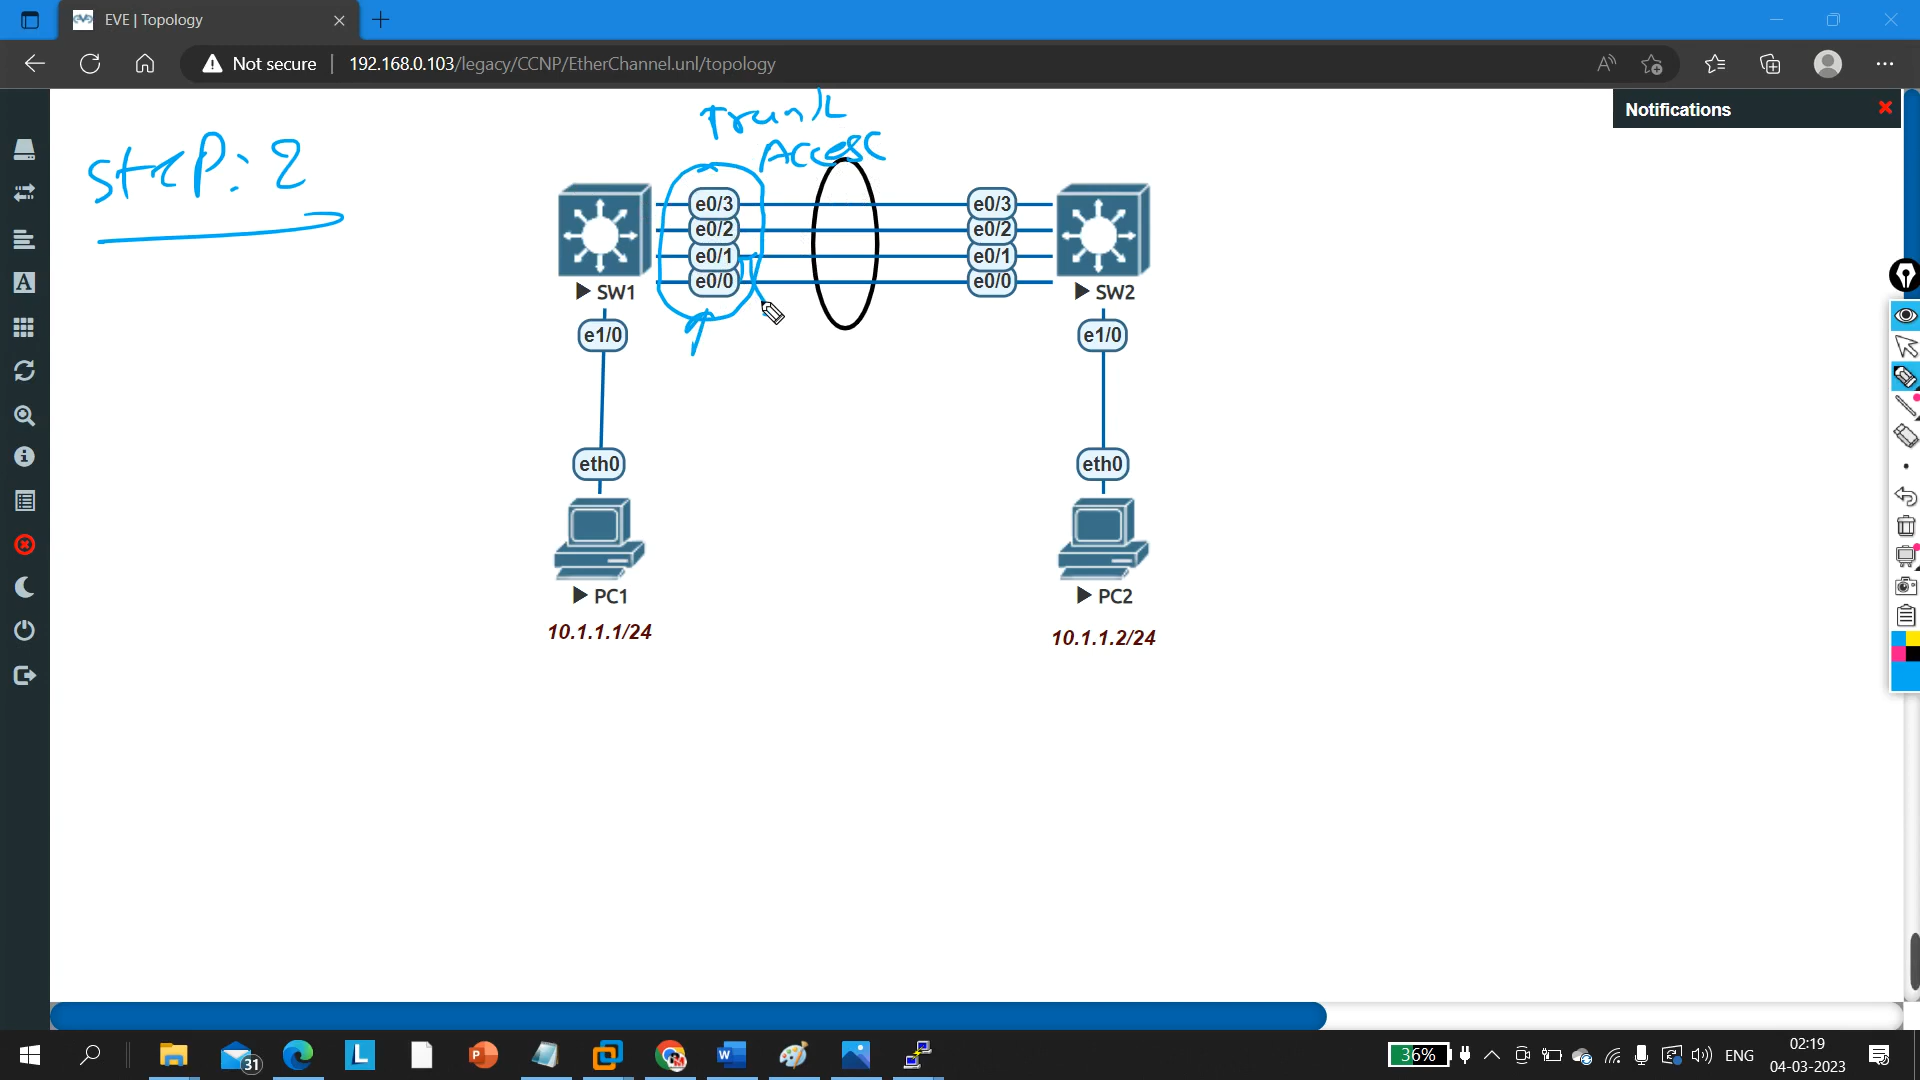 EVE | Topology
Not secure
192.168.0.103/legacy/CCNP/EtherChannel.unl/topology
Notifications
Trunk
Access
Step: 2
e0/3
e0/2
e0/1
e0/0
e0/3
e0/2
e0/1
e0/0
SW1
SW2
e1/0
e1/0
eth0
eth0
PC1
PC2
10.1.1.1/24
10.1.1.2/24
31
36%
ENG
02:19
04-03-2023